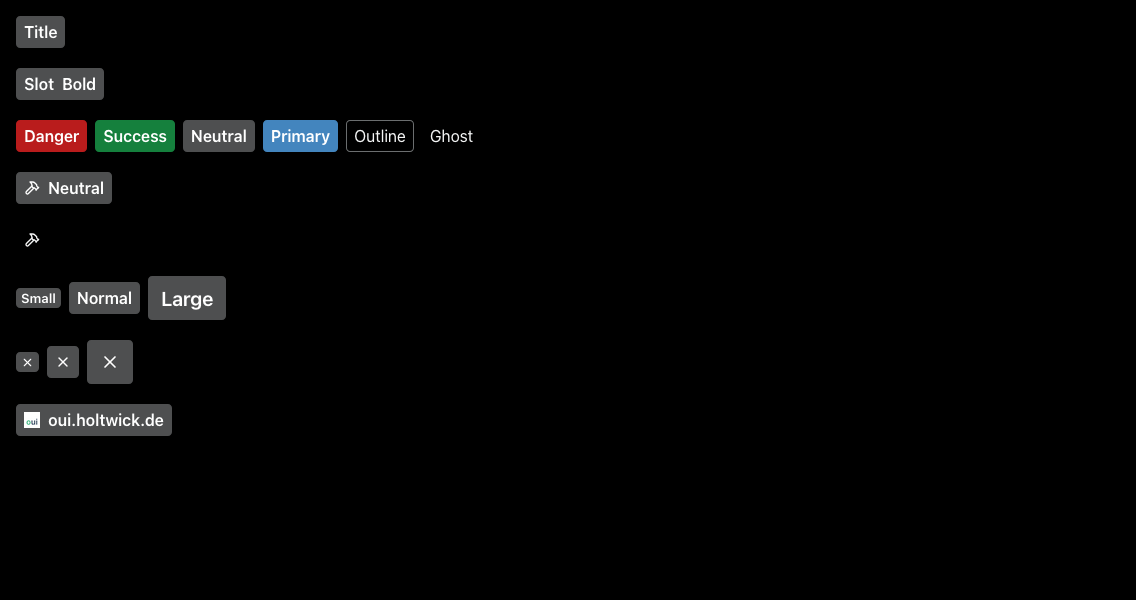 Title
Slot Bold
Danger Success Neutral Primary Outline Ghost
Neutral
Small Normal Large
oui oui.holtwick.de